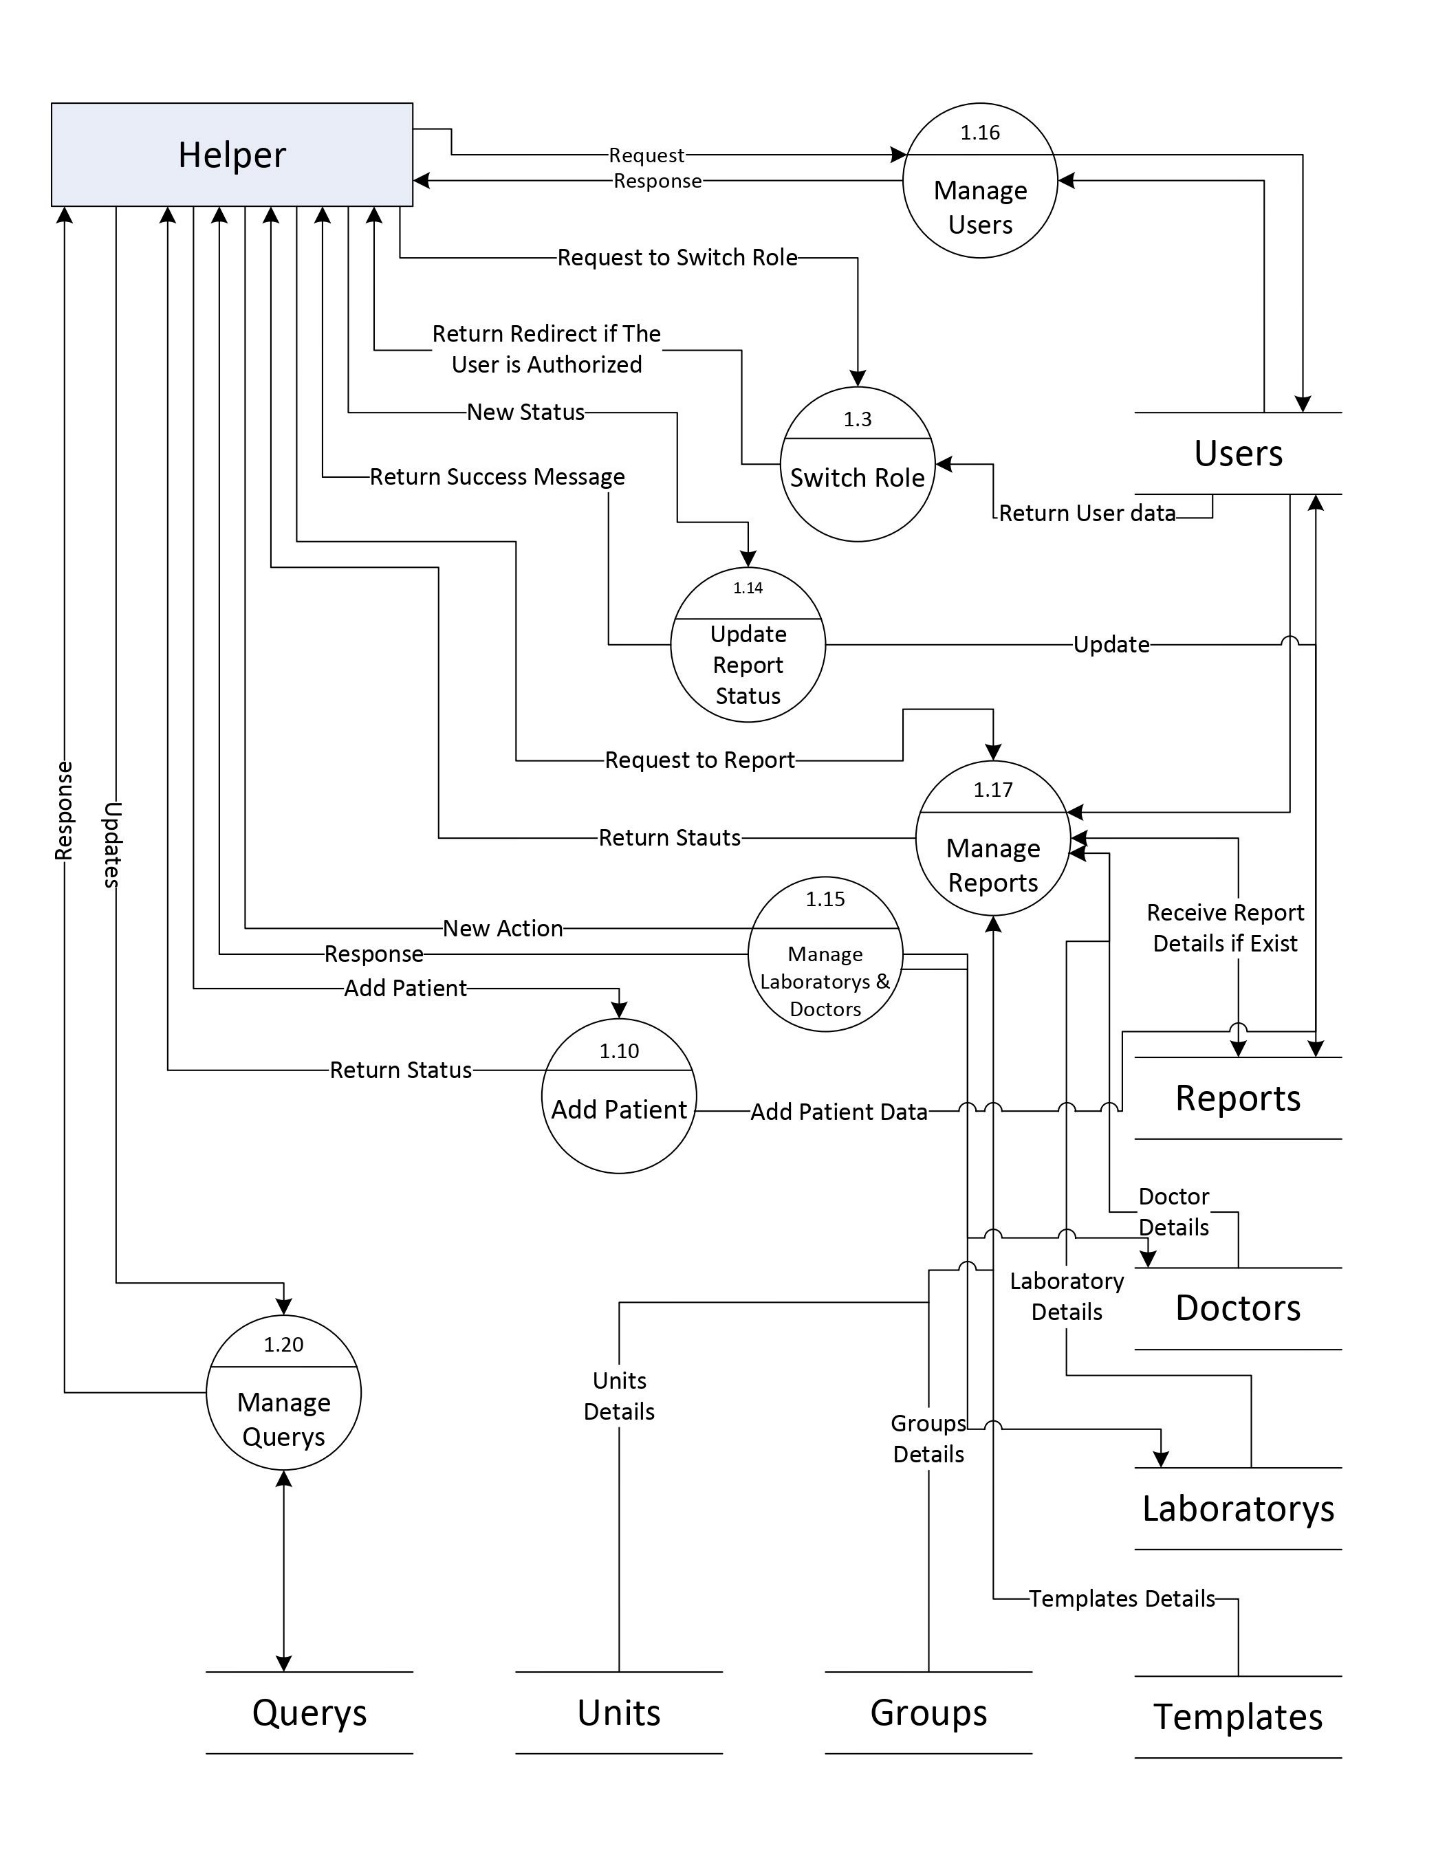 Helper
1.16
Manage
Users
Request
Response
Request to Switch Role
Return Redirect if The
User is Authorized
1.3
Switch Role
New Status
Users
Return Success Message
Return User data
1.14
Update
Report
Status
Update
Request to Report
1.17
Manage
Reports
Response
Updates
Return Stauts
1.15
Manage
Laboratorys &
Doctors
Receive Report
Details if Exist
New Action
Response
Add Patient
1.10
Add Patient
Return Status
Add Patient Data
Reports
Doctor
Details
Laboratory
Details
Doctors
1.20
Manage
Querys
Units
Details
Groups
Details
Laboratorys
Templates Details
Querys
Units
Groups
Templates